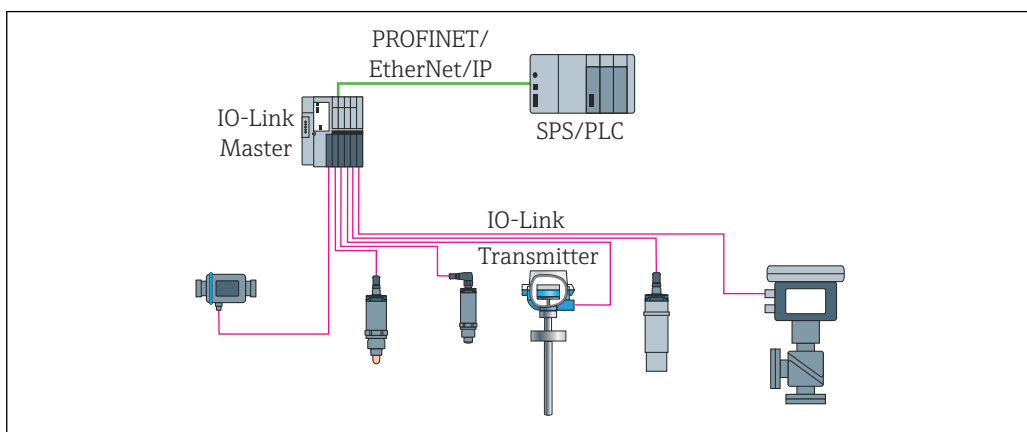 PROFINET/
EtherNet/IP
IO-Link
Master
SPS/PLC
IO-Link
Transmitter